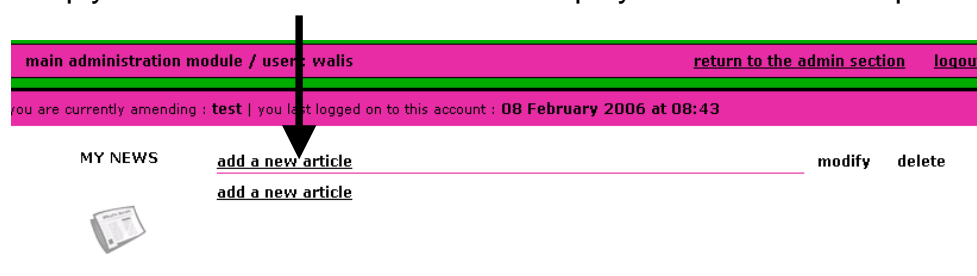 main administration module / user : walis return to the admin section
you are currently amending : test | you last logged on to this account : 08 February 2006 at 08:43
MY NEWS add a new article modify delete
add a new article